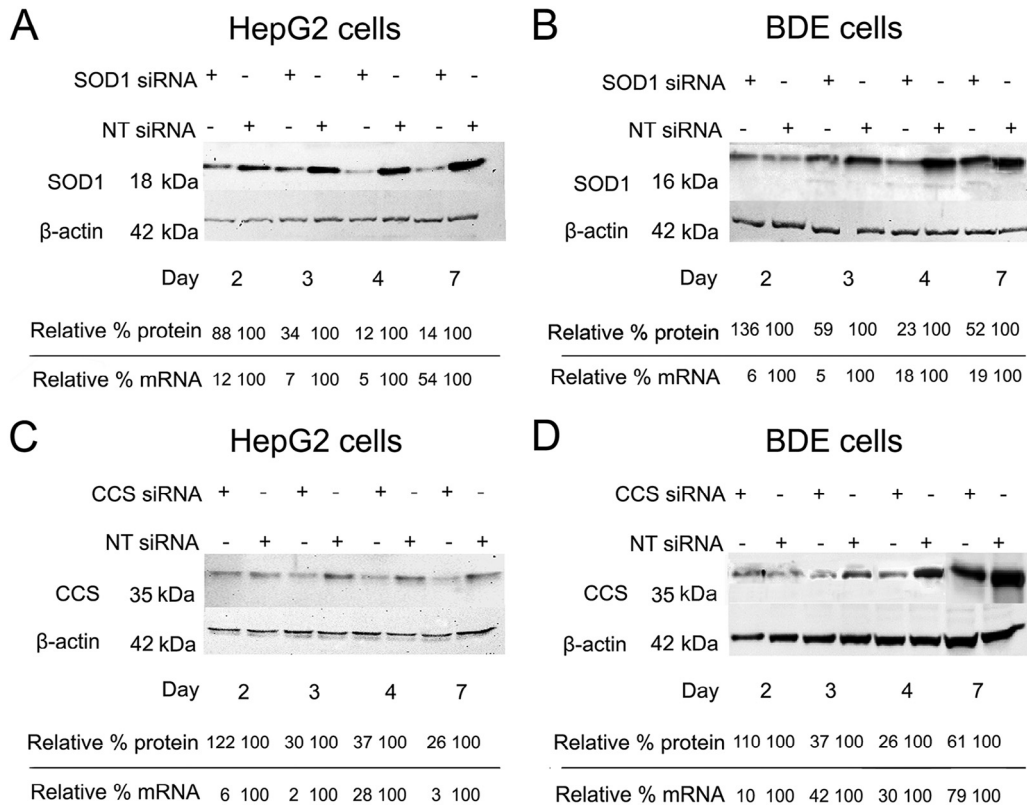 A
HepG2 cells
SOD1 siRNA + - + - + - + -
NT siRNA - + - + - + - +
SOD1 18 kDa
β-actin 42 kDa
Day 2 3 4 7
Relative % protein 88 100 34 100 12 100 14 100
Relative % mRNA 12 100 7 100 5 100 54 100
B
BDE cells
SOD1 siRNA + - + - + - + -
NT siRNA - + - + - + - +
SOD1 16 kDa
β-actin 42 kDa
Day 2 3 4 7
Relative % protein 136 100 59 100 23 100 52 100
Relative % mRNA 6 100 5 100 18 100 19 100
C
HepG2 cells
CCS siRNA + - + - + - + -
NT siRNA - + - + - + - +
CCS 35 kDa
β-actin 42 kDa
Day 2 3 4 7
Relative % protein 122 100 30 100 37 100 26 100
Relative % mRNA 6 100 2 100 28 100 3 100
D
BDE cells
CCS siRNA + - + - + - + -
NT siRNA - + - + - + - +
CCS 35 kDa
β-actin 42 kDa
Day 2 3 4 7
Relative % protein 110 100 37 100 26 100 61 100
Relative % mRNA 10 100 42 100 30 100 79 100